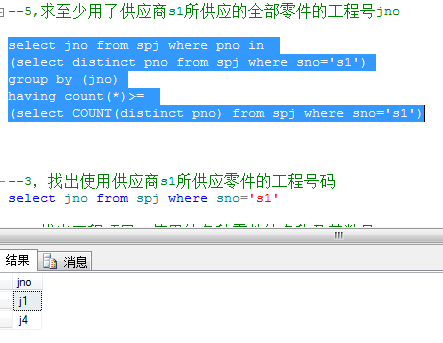 --5,求至少用了供应商s1所供应的全部零件的工程号jno
select jno from spj where pno in
(select distinct pno from spj where sno='s1')
group by (jno)
having count(*)>=
(select COUNT(distinct pno) from spj where sno='s1')
---3, 找出使用供应商s1所供应零件的工程号码
select jno from spj where sno='s1'
结果 消息
jno
j1
j4